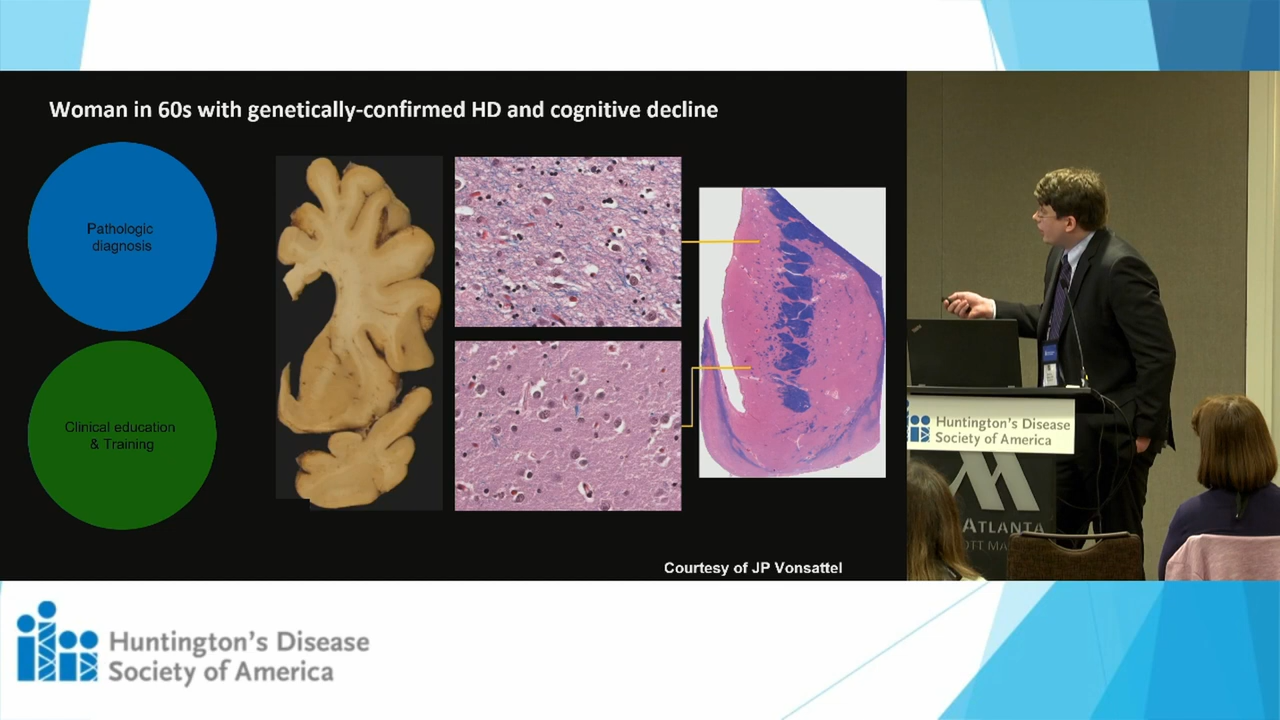 Woman in 60s with genetically-confirmed HD and cognitive decline
Pathologic
diagnosis
Clinical education
& Training
Courtesy of JP Vonsattel
Huntington's Disease
Society of America
ATLANTA
Huntington's Disease
Society of America